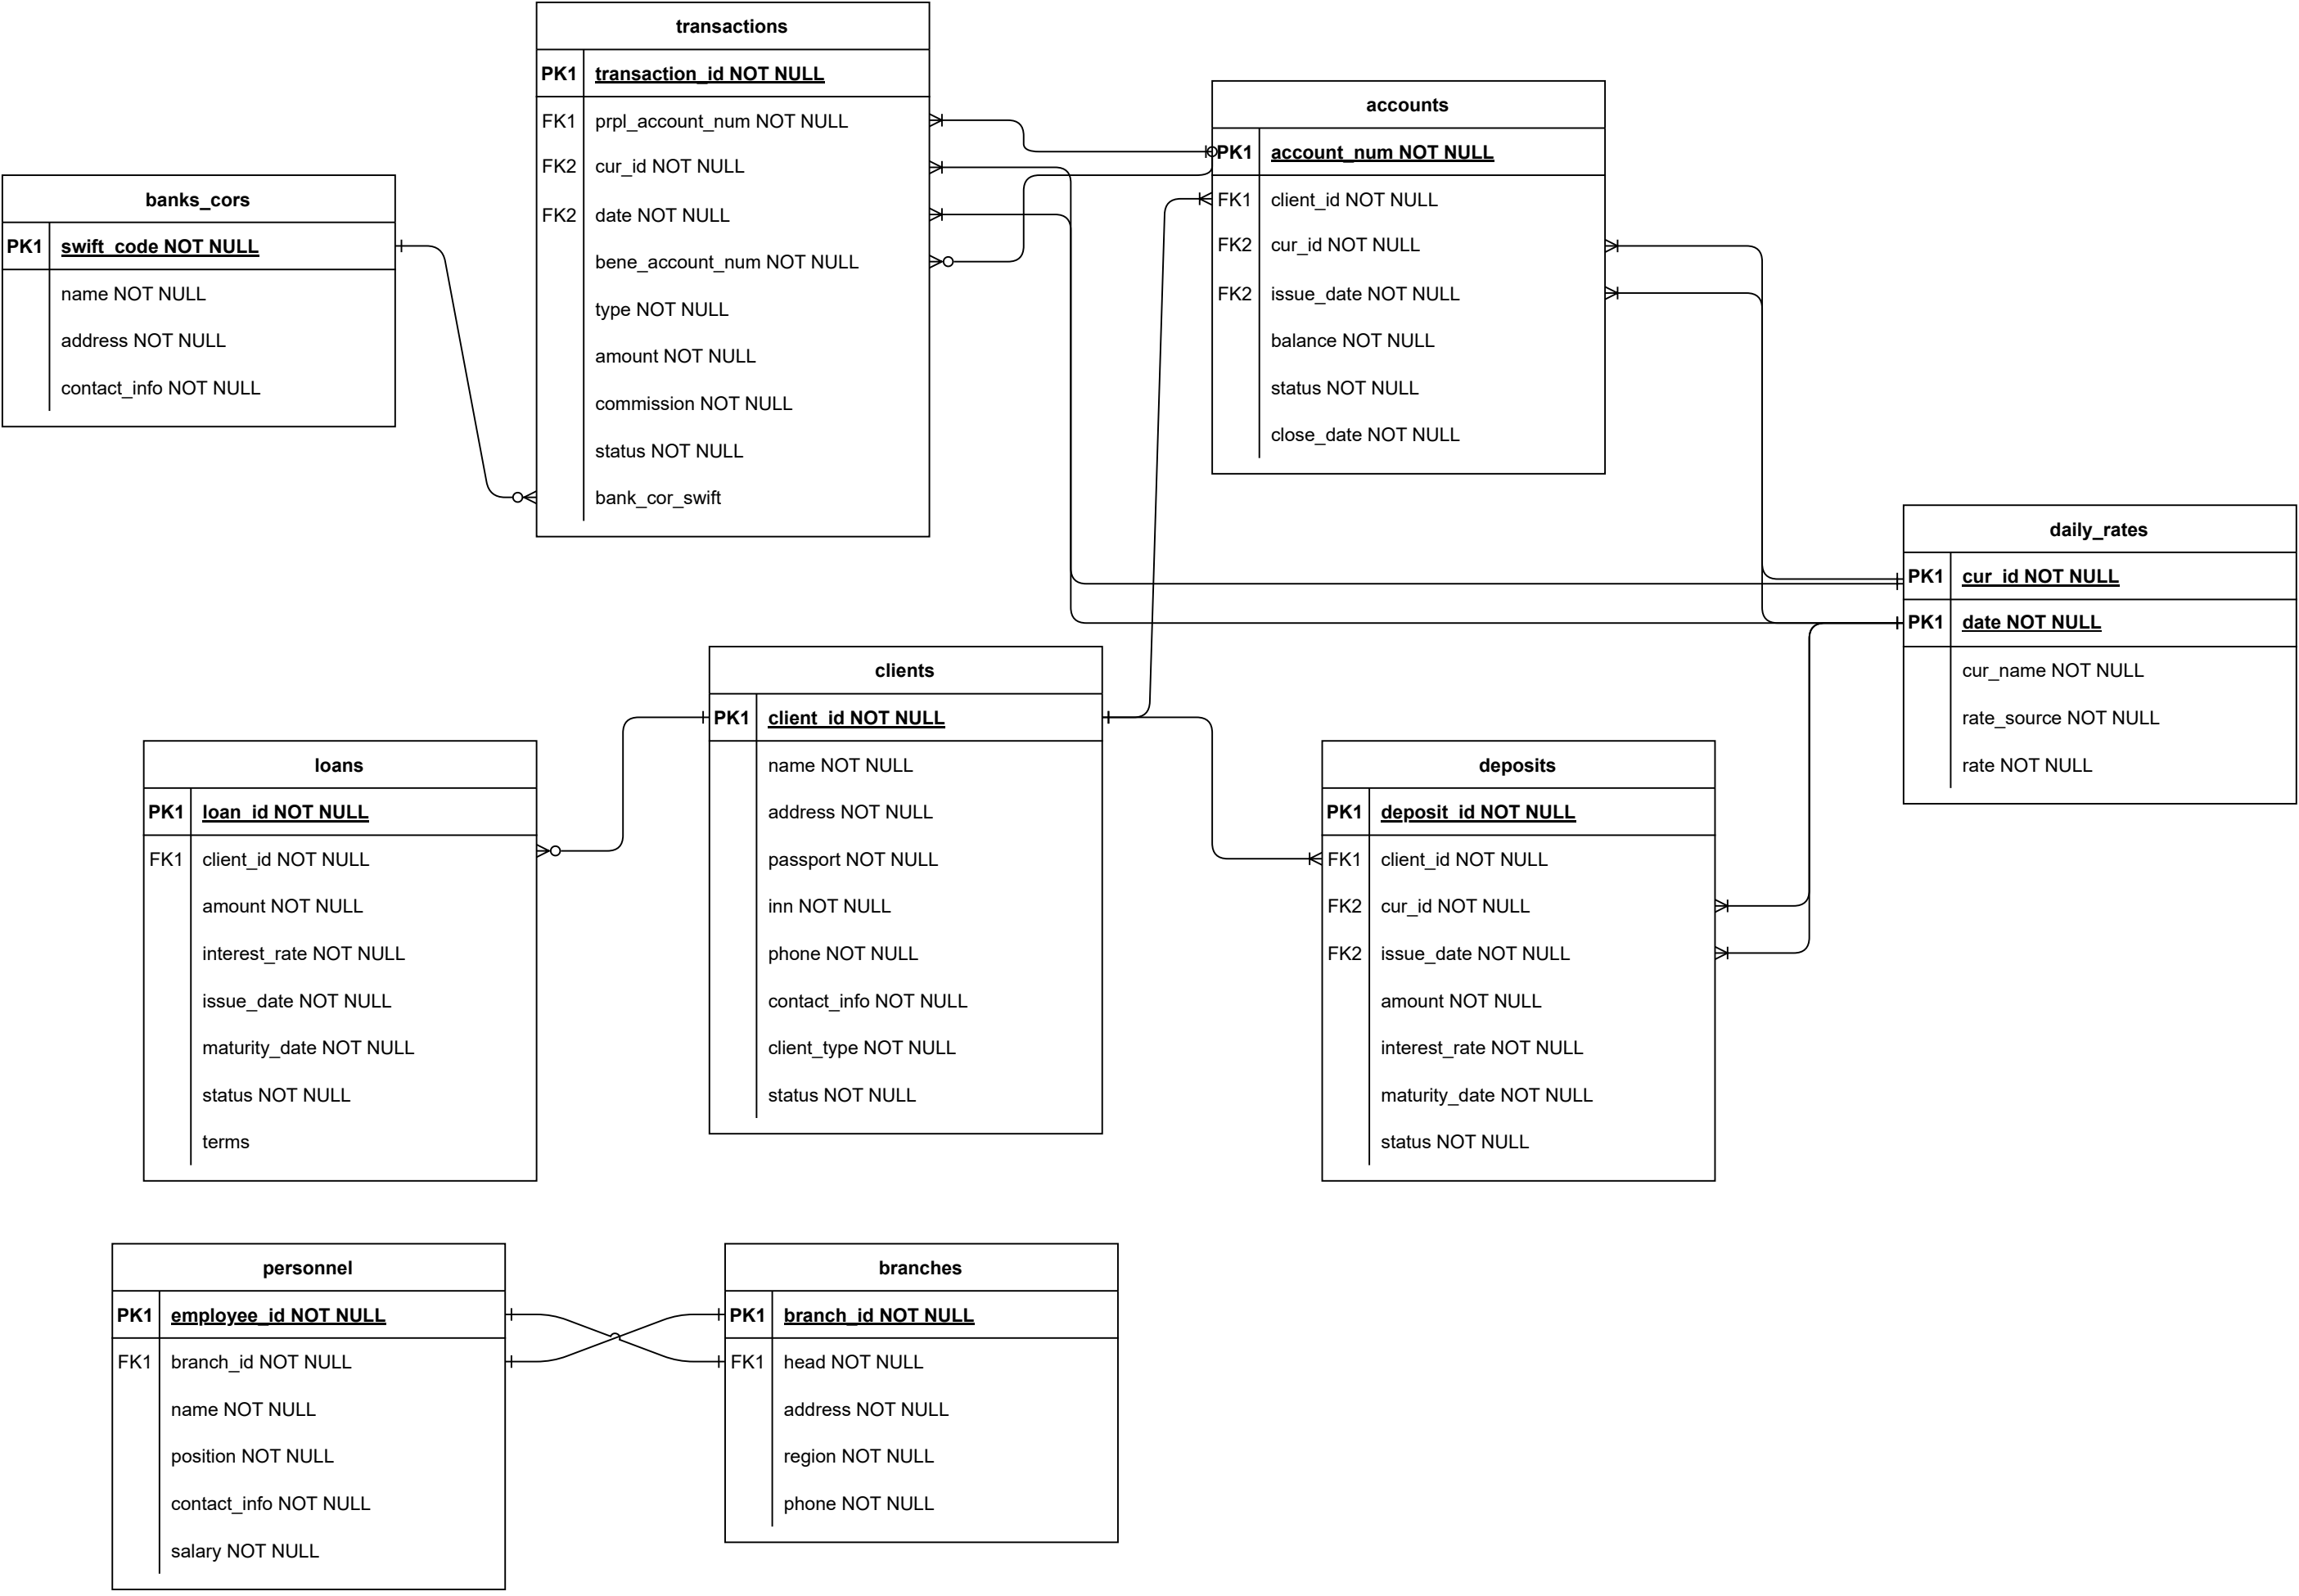 transactions
PK1 transaction_id NOT NULL
FK1 prpl_account_num NOT NULL
FK2 cur_id NOT NULL
FK2 date NOT NULL
bene_account_num NOT NULL
type NOT NULL
amount NOT NULL
commission NOT NULL
status NOT NULL
bank_cor_swift
accounts
PK1 account_num NOT NULL
FK1 client_id NOT NULL
FK2 cur_id NOT NULL
FK2 issue_date NOT NULL
balance NOT NULL
status NOT NULL
close_date NOT NULL
banks_cors
PK1 swift_code NOT NULL
name NOT NULL
address NOT NULL
contact_info NOT NULL
daily_rates
PK1 cur_id NOT NULL
PK1 date NOT NULL
cur_name NOT NULL
rate_source NOT NULL
rate NOT NULL
clients
PK1 client_id NOT NULL
name NOT NULL
address NOT NULL
passport NOT NULL
inn NOT NULL
phone NOT NULL
contact_info NOT NULL
client_type NOT NULL
status NOT NULL
loans
PK1 loan_id NOT NULL
FK1 client_id NOT NULL
amount NOT NULL
interest_rate NOT NULL
issue_date NOT NULL
maturity_date NOT NULL
status NOT NULL
terms
deposits
PK1 deposit_id NOT NULL
FK1 client_id NOT NULL
FK2 cur_id NOT NULL
FK2 issue_date NOT NULL
amount NOT NULL
interest_rate NOT NULL
maturity_date NOT NULL
status NOT NULL
personnel
PK1 employee_id NOT NULL
FK1 branch_id NOT NULL
name NOT NULL
position NOT NULL
contact_info NOT NULL
salary NOT NULL
branches
PK1 branch_id NOT NULL
FK1 head NOT NULL
address NOT NULL
region NOT NULL
phone NOT NULL